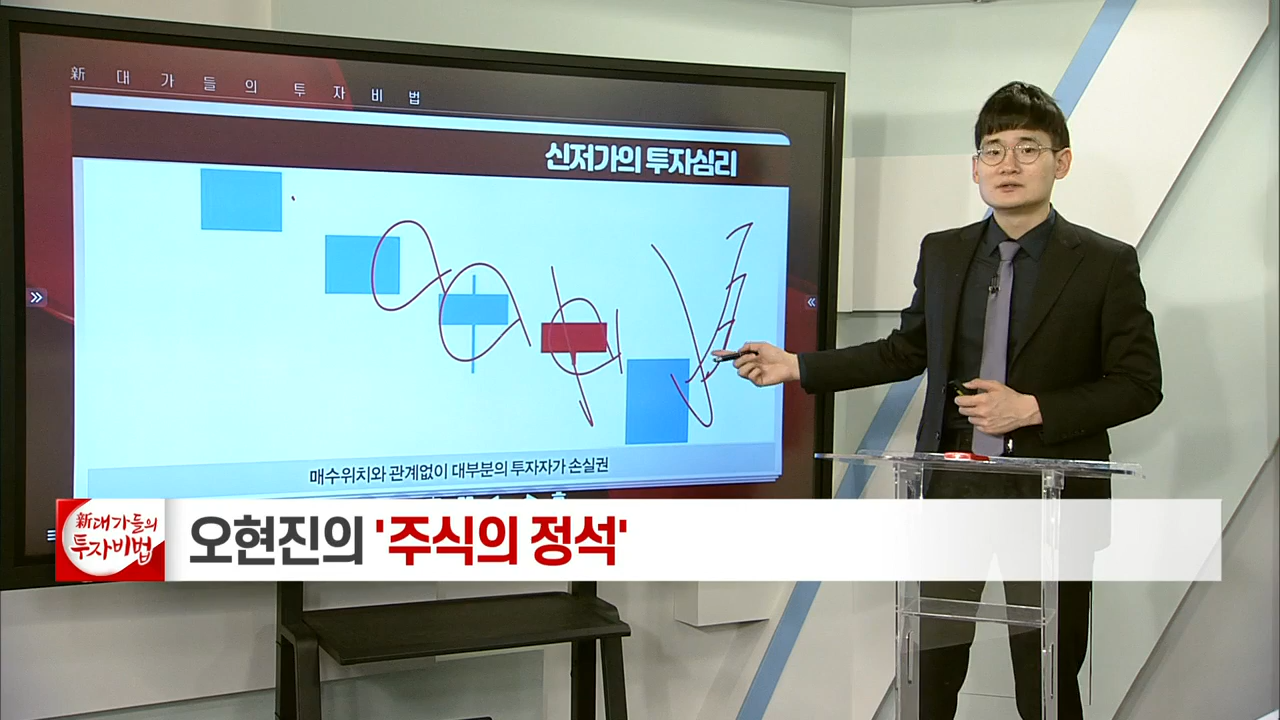 新 대 가 들 의 투 자 비 법
신저가의 투자심리
매수위치와 관계없이 대부분의 투자자가 손실권
新대가들의
투자비법
오현진의 '주식의 정석'